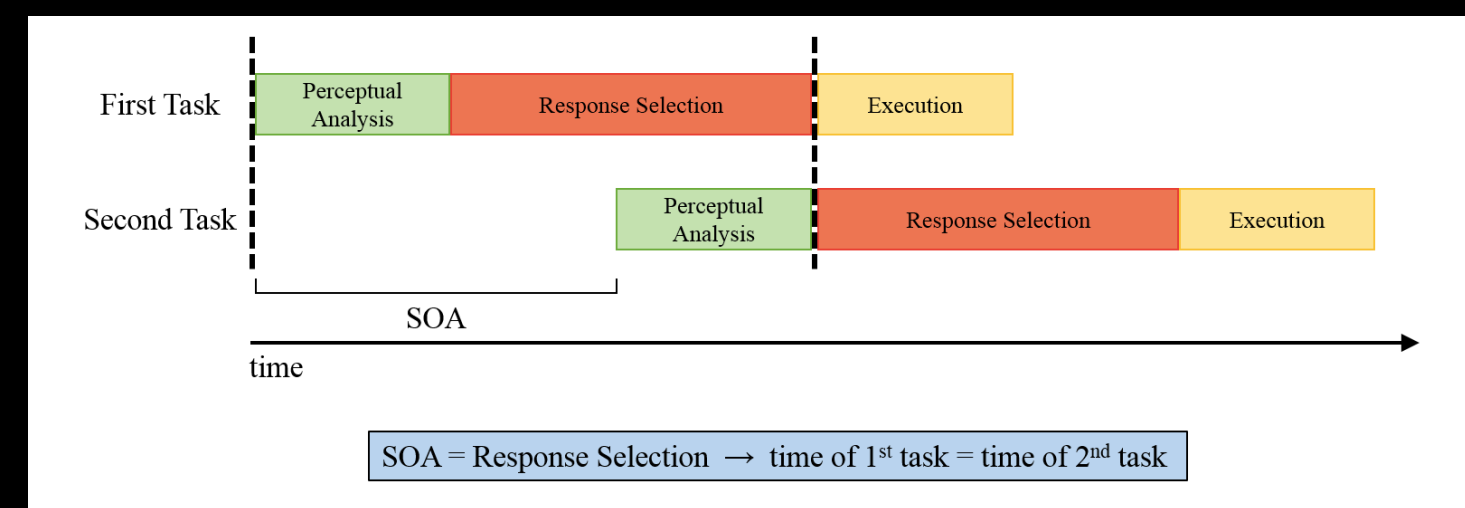 First Task
Perceptual
Analysis
Response Selection
Execution
Second Task
Perceptual
Analysis
Response Selection
Execution
SOA
time
SOA = Response Selection → time of 1st task = time of 2nd task